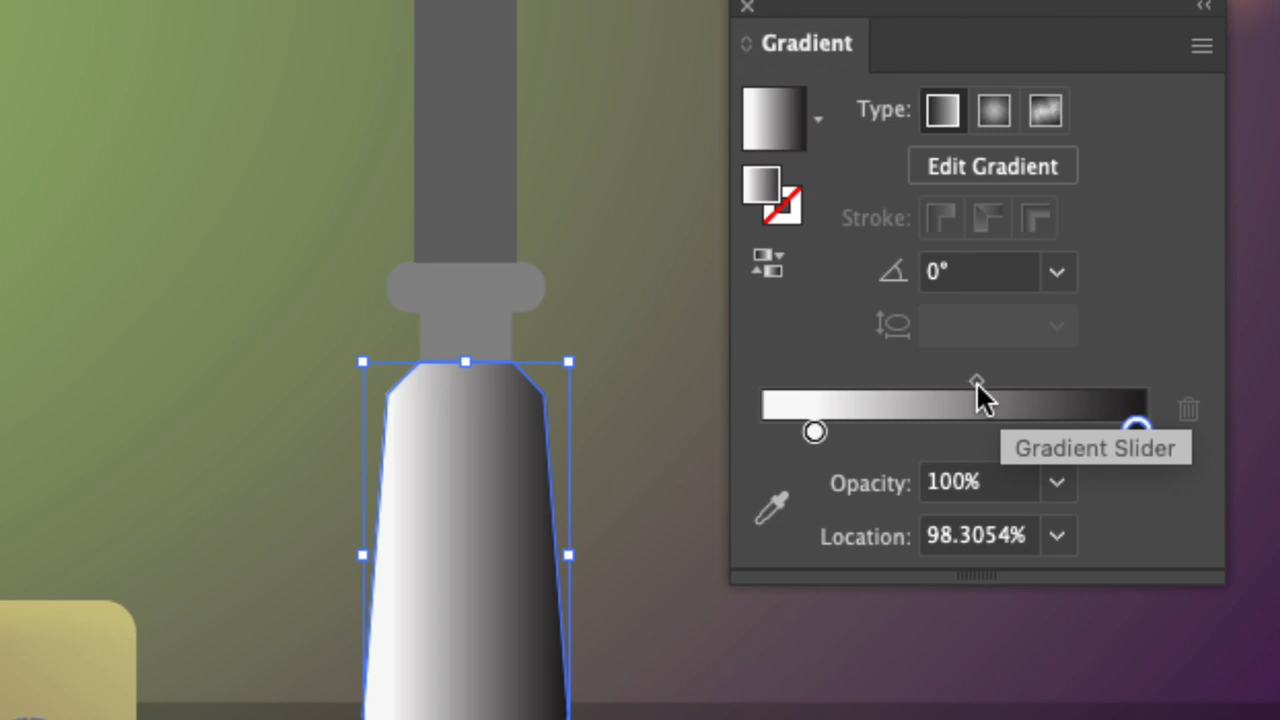 Gradient
Type:
Edit Gradient
Stroke:
0°
Gradient Slider
Opacity: 100%
Location: 98.3054%